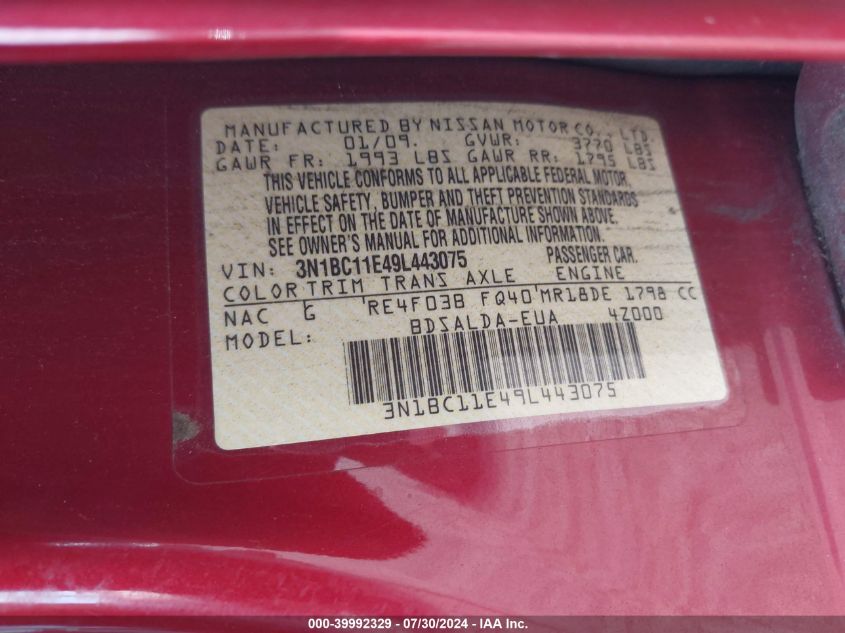 MANUFACTURED BY NISSAN MOTOR CO., LTD.
DATE: 01/09. GVWR: 3770 LBS
GAWR FR: 1993 LBS GAWR RR: 1795 LBS
THIS VEHICLE CONFORMS TO ALL APPLICABLE FEDERAL MOTOR
VEHICLE SAFETY, BUMPER AND THEFT PREVENTION STANDARDS
IN EFFECT ON THE DATE OF MANUFACTURE SHOWN ABOVE.
SEE OWNER'S MANUAL FOR ADDITIONAL INFORMATION.
VIN: 3N1BC11E49L443075 PASSENGER CAR.
COLOR TRIM TRANS AXLE ENGINE
NAC G RE4F03B FQ40 MR18DE 1798 CC
MODEL: BDSALDA-EUA 4Z000
3N1BC11E49L443075
000-39992329 | 07/30/2024 | IAA Inc.